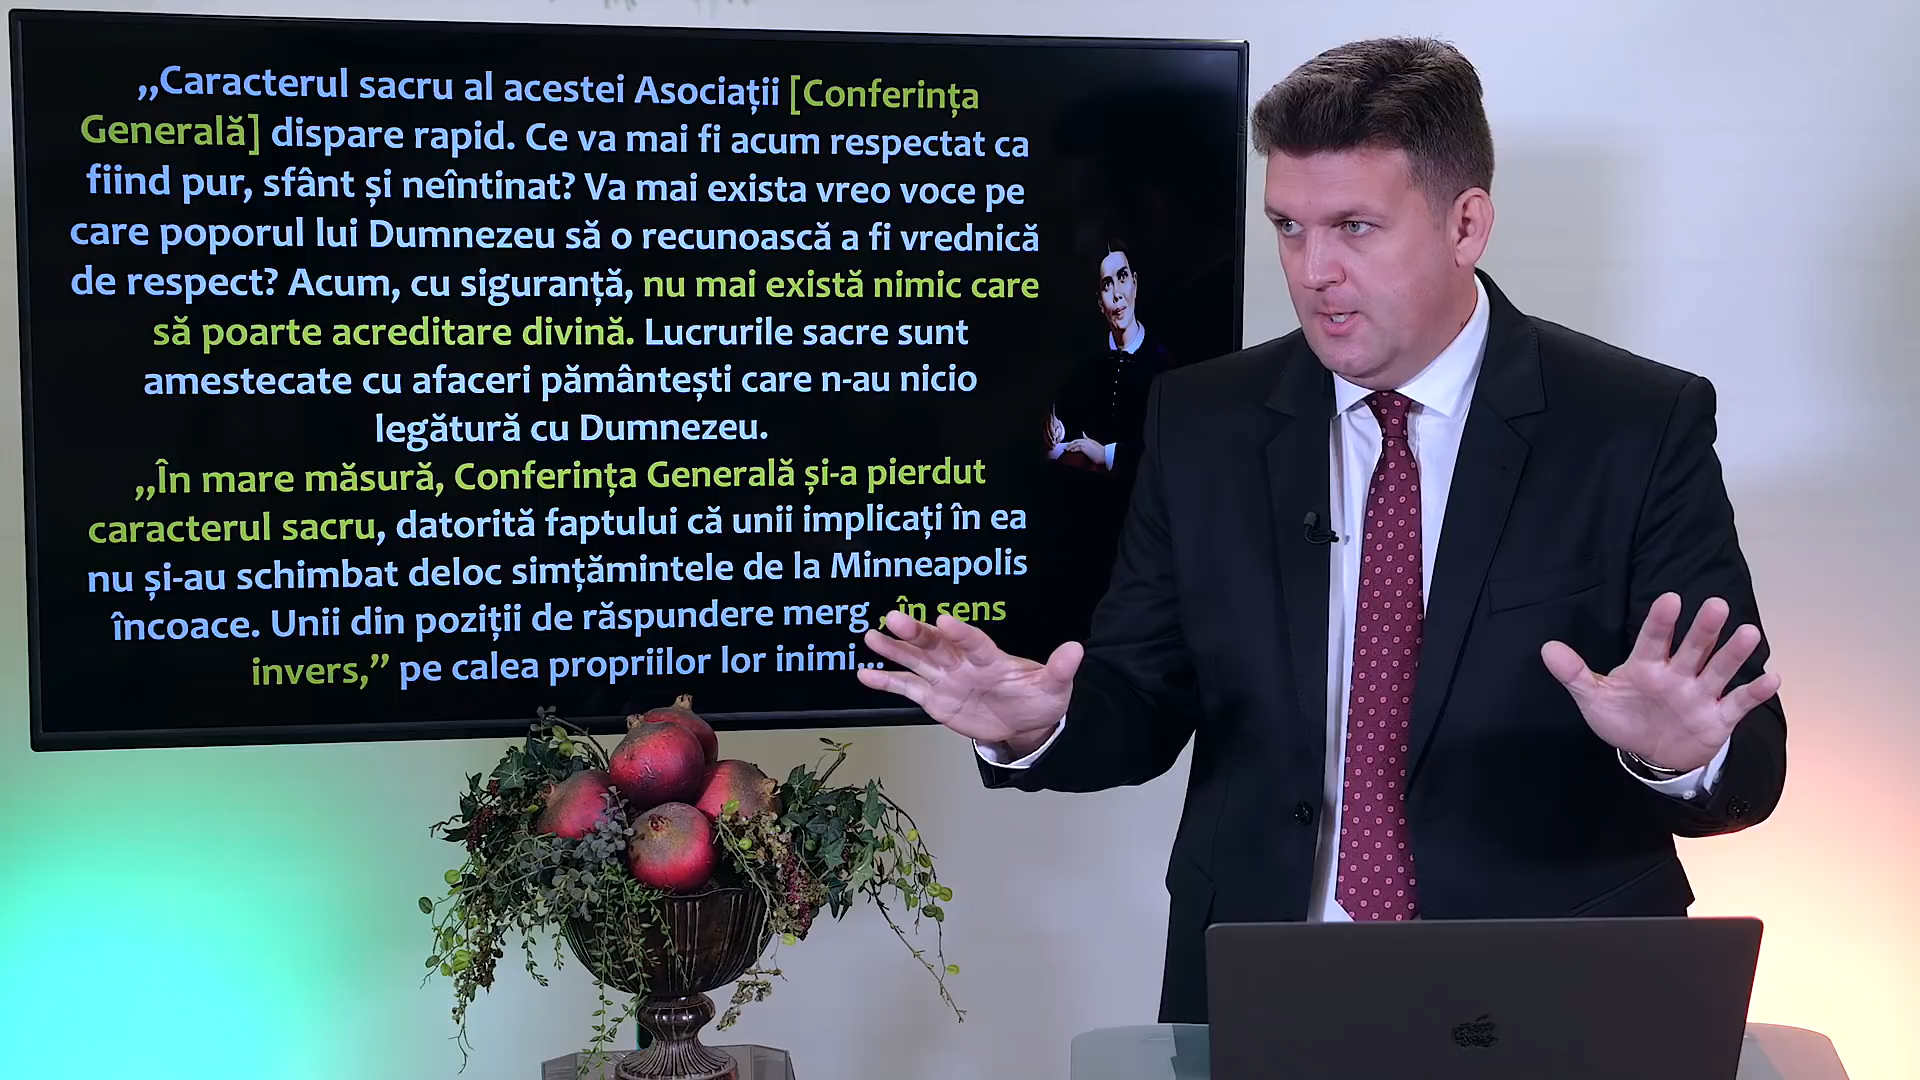 „Caracterul sacru al acestei Asociații [Conferința
Generală] dispare rapid. Ce va mai fi acum respectat ca
fiind pur, sfânt și neîntinat? Va mai exista vreo voce pe
care poporul lui Dumnezeu să o recunoască a fi vrednică
de respect? Acum, cu siguranță, nu mai există nimic care
să poarte acreditare divină. Lucrurile sacre sunt
amestecate cu afaceri pământești care n-au nicio
legătură cu Dumnezeu.
„În mare măsură, Conferința Generală și-a pierdut
caracterul sacru, datorită faptului că unii implicați în ea
nu și-au schimbat deloc simțămintele de la Minneapolis
încoace. Unii din poziții de răspundere merg „în sens
invers,” pe calea propriilor lor inimi...